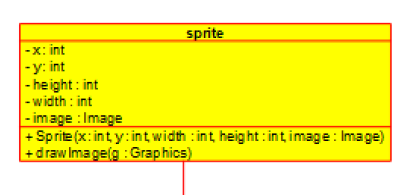 sprite
- x: int
- y: int
- height : int
- width : int
- image : Image
+ Sprite(x: int, y : int, width : int, height : int, image : Image)
+ drawImage(g : Graphics)